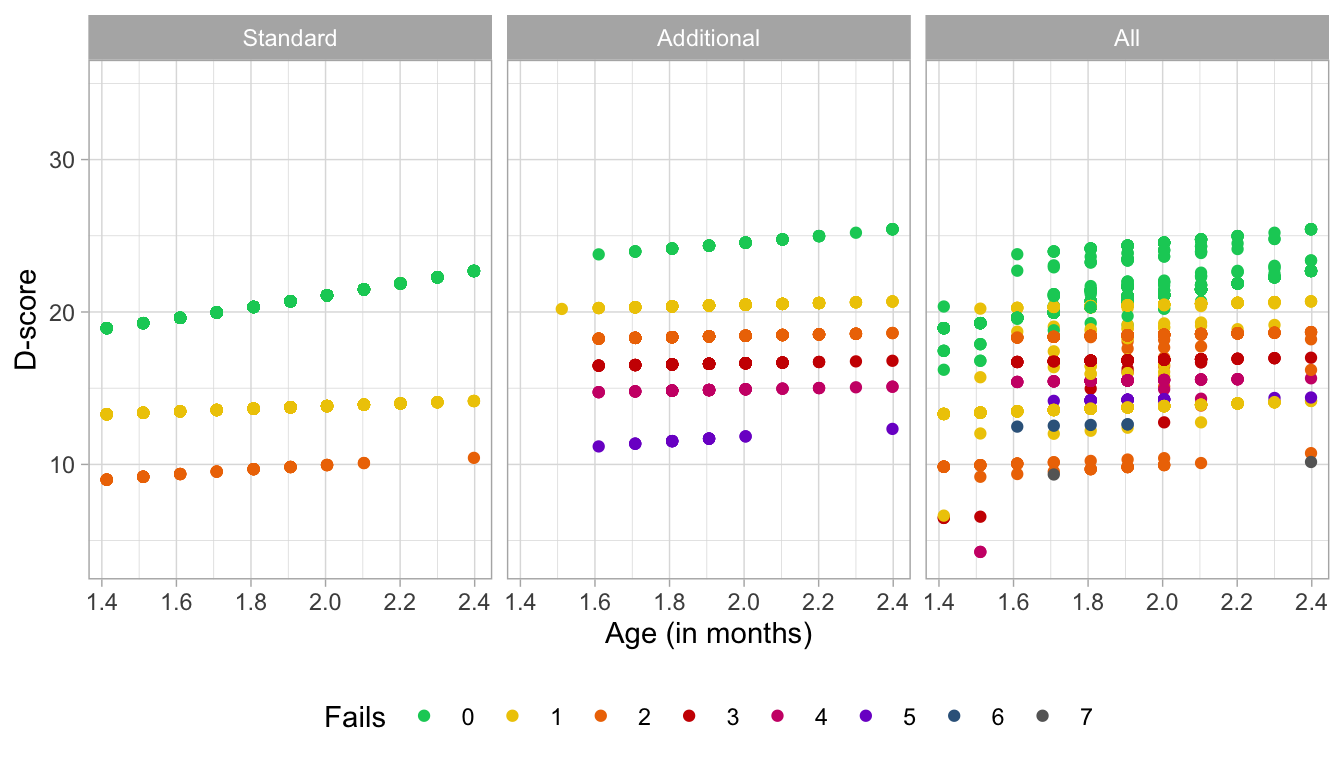 Standard Additional All
30
20
10
D-score
1.4 1.6 1.8 2.0 2.2 2.4 1.4 1.6 1.8 2.0 2.2 2.4 1.4 1.6 1.8 2.0 2.2 2.4
Age (in months)
Fails 0 1 2 3 4 5 6 7